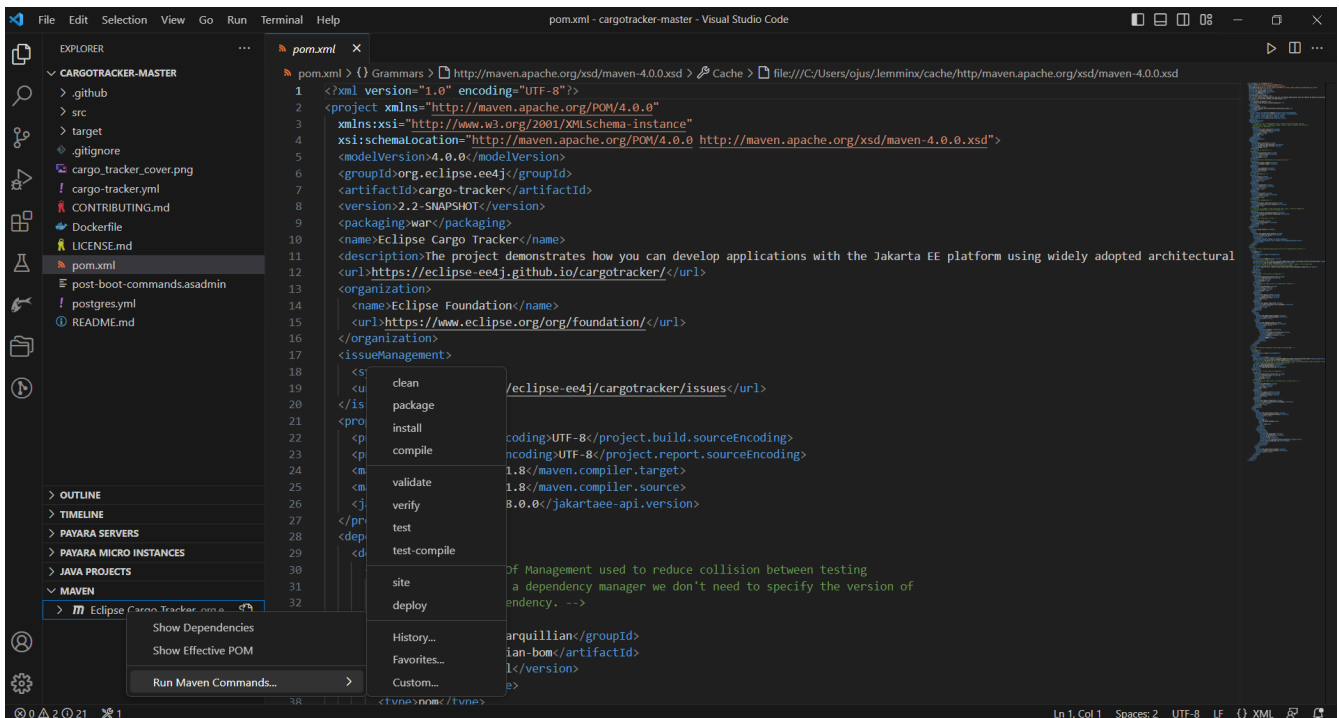 File Edit Selection View Go Run Terminal Help
pom.xml - cargotracker-master - Visual Studio Code
EXPLORER
CARGOTRACKER-MASTER
.github
src
target
.gitignore
cargo_tracker_cover.png
cargo-tracker.yml
CONTRIBUTING.md
Dockerfile
LICENSE.md
pom.xml
post-boot-commands.asadmin
postgres.yml
README.md
OUTLINE
TIMELINE
PAYARA SERVERS
PAYARA MICRO INSTANCES
JAVA PROJECTS
MAVEN
Eclipse Cargo Tracker org.e
Show Dependencies
Show Effective POM
Run Maven Commands...
clean
package
install
compile
validate
verify
test
test-compile
site
deploy
History...
Favorites...
Custom...
pom.xml
pom.xml > {} Grammars > http://maven.apache.org/xsd/maven-4.0.0.xsd > Cache > file:///C:/Users/ojus/.lemminx/cache/http/maven.apache.org/xsd/maven-4.0.0.xsd
1 <?xml version="1.0" encoding="UTF-8"?>
2 <project xmlns="http://maven.apache.org/POM/4.0.0"
3 xmlns:xsi="http://www.w3.org/2001/XMLSchema-instance"
4 xsi:schemaLocation="http://maven.apache.org/POM/4.0.0 http://maven.apache.org/xsd/maven-4.0.0.xsd">
5 <modelVersion>4.0.0</modelVersion>
6 <groupId>org.eclipse.ee4j</groupId>
7 <artifactId>cargo-tracker</artifactId>
8 <version>2.2-SNAPSHOT</version>
9 <packaging>war</packaging>
10 <name>Eclipse Cargo Tracker</name>
11 <description>The project demonstrates how you can develop applications with the Jakarta EE platform using widely adopted architectural
12 <url>https://eclipse-ee4j.github.io/cargotracker/</url>
13 <organization>
14 <name>Eclipse Foundation</name>
15 <url>https://www.eclipse.org/org/foundation/</url>
16 </organization>
17 <issueManagement>
18 <sy
19 <u /eclipse-ee4j/cargotracker/issues</url>
20 </is
21 <pro
22 <p coding>UTF-8</project.build.sourceEncoding>
23 <p ncoding>UTF-8</project.report.sourceEncoding>
24 <m 1.8</maven.compiler.target>
25 <m 1.8</maven.compiler.source>
26 <j 8.0.0</jakartaee-api.version>
27 </pr
28 <dep
29 <d
30 Of Management used to reduce collision between testing
31 a dependency manager we don't need to specify the version of
32 endency. -->
arquillian</groupId>
ian-bom</artifactId>
l</version>
e>
38 <type>pom</type>
0 2 21 1
Ln 1, Col 1 Spaces: 2 UTF-8 LF {} XML